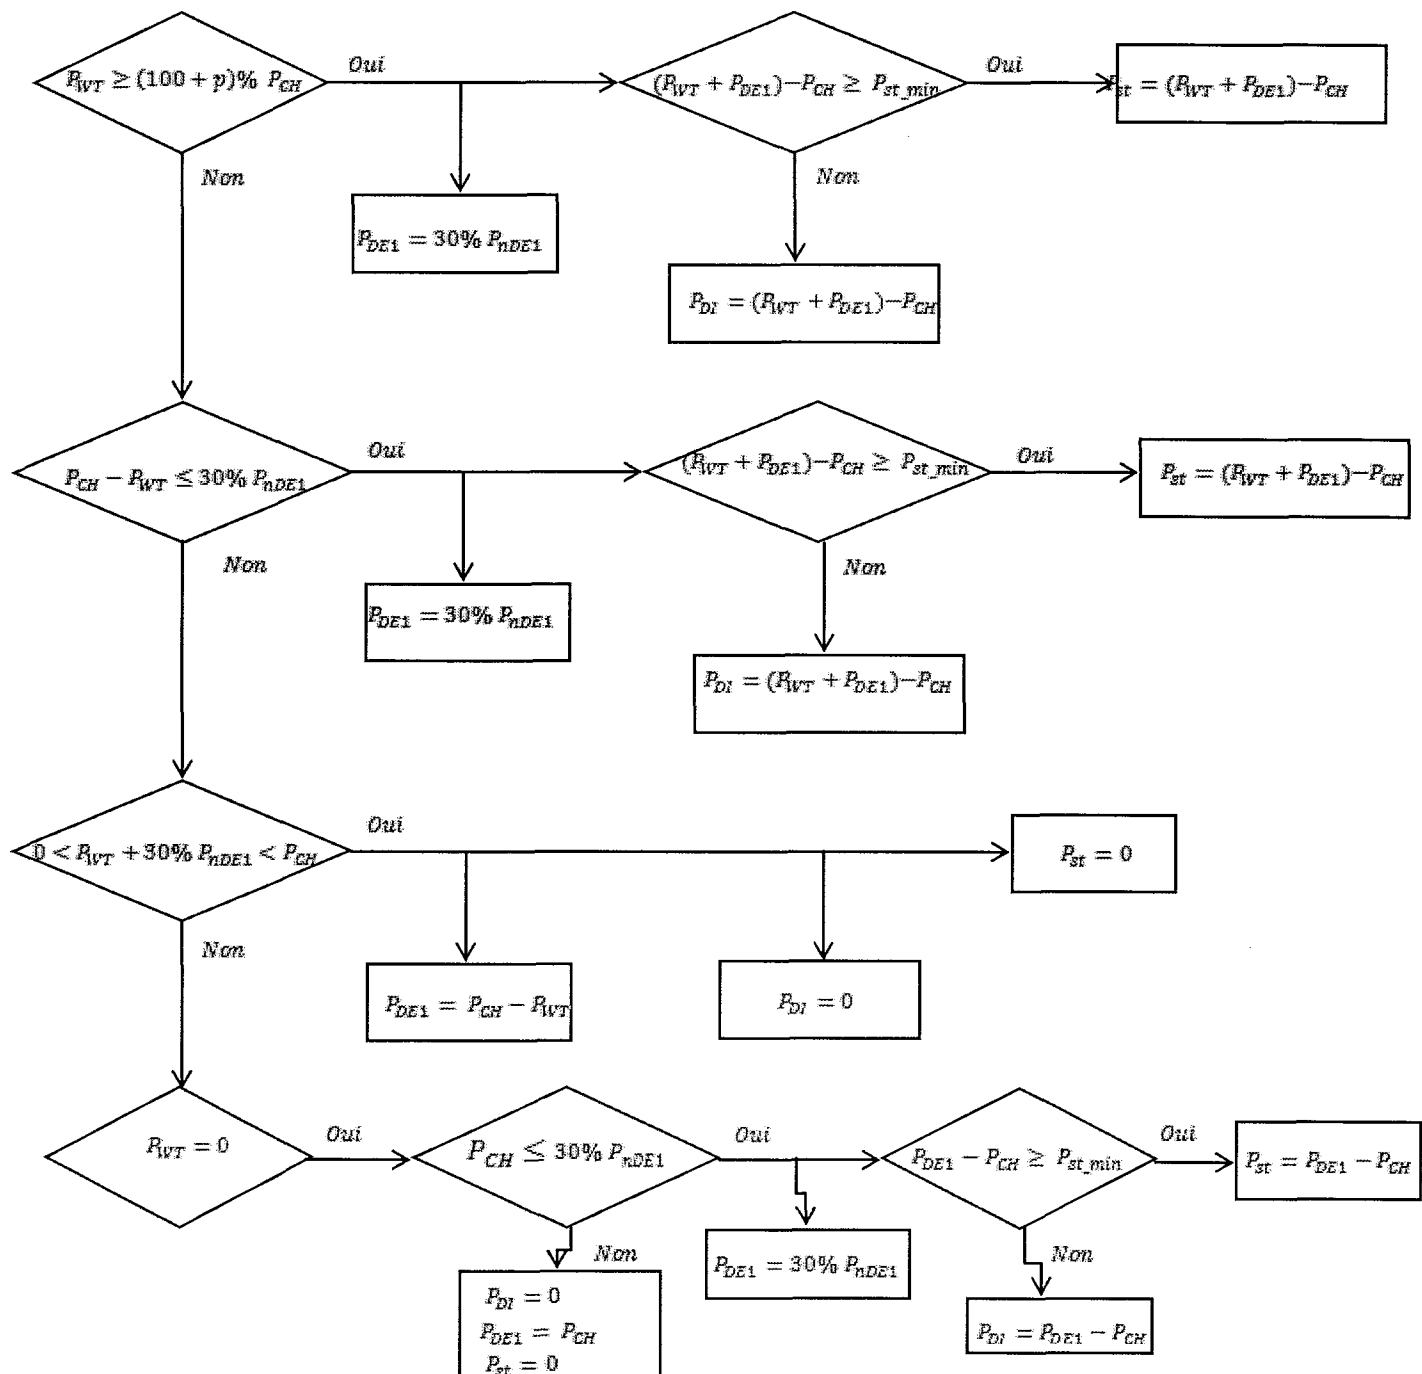 P_WT ≥ (100 + p)% P_CH
Oui
(P_WT + P_DE1)−P_CH ≥ P_st_min
Oui
P_st = (P_WT + P_DE1)−P_CH
Non
Non
P_DE1 = 30% P_nDE1
P_DI = (P_WT + P_DE1)−P_CH
P_CH − P_WT ≤ 30% P_nDE1
Oui
(P_WT + P_DE1)−P_CH ≥ P_st_min
Oui
P_st = (P_WT + P_DE1)−P_CH
Non
Non
P_DE1 = 30% P_nDE1
P_DI = (P_WT + P_DE1)−P_CH
0 < P_WT + 30% P_nDE1 < P_CH
Oui
P_st = 0
Non
P_DE1 = P_CH − P_WT
P_DI = 0
P_WT = 0
Oui
P_CH ≤ 30% P_nDE1
Oui
P_DE1 − P_CH ≥ P_st_min
Oui
P_st = P_DE1 − P_CH
Non
P_DI = 0
P_DE1 = P_CH
P_st = 0
P_DE1 = 30% P_nDE1
Non
P_DI = P_DE1 − P_CH